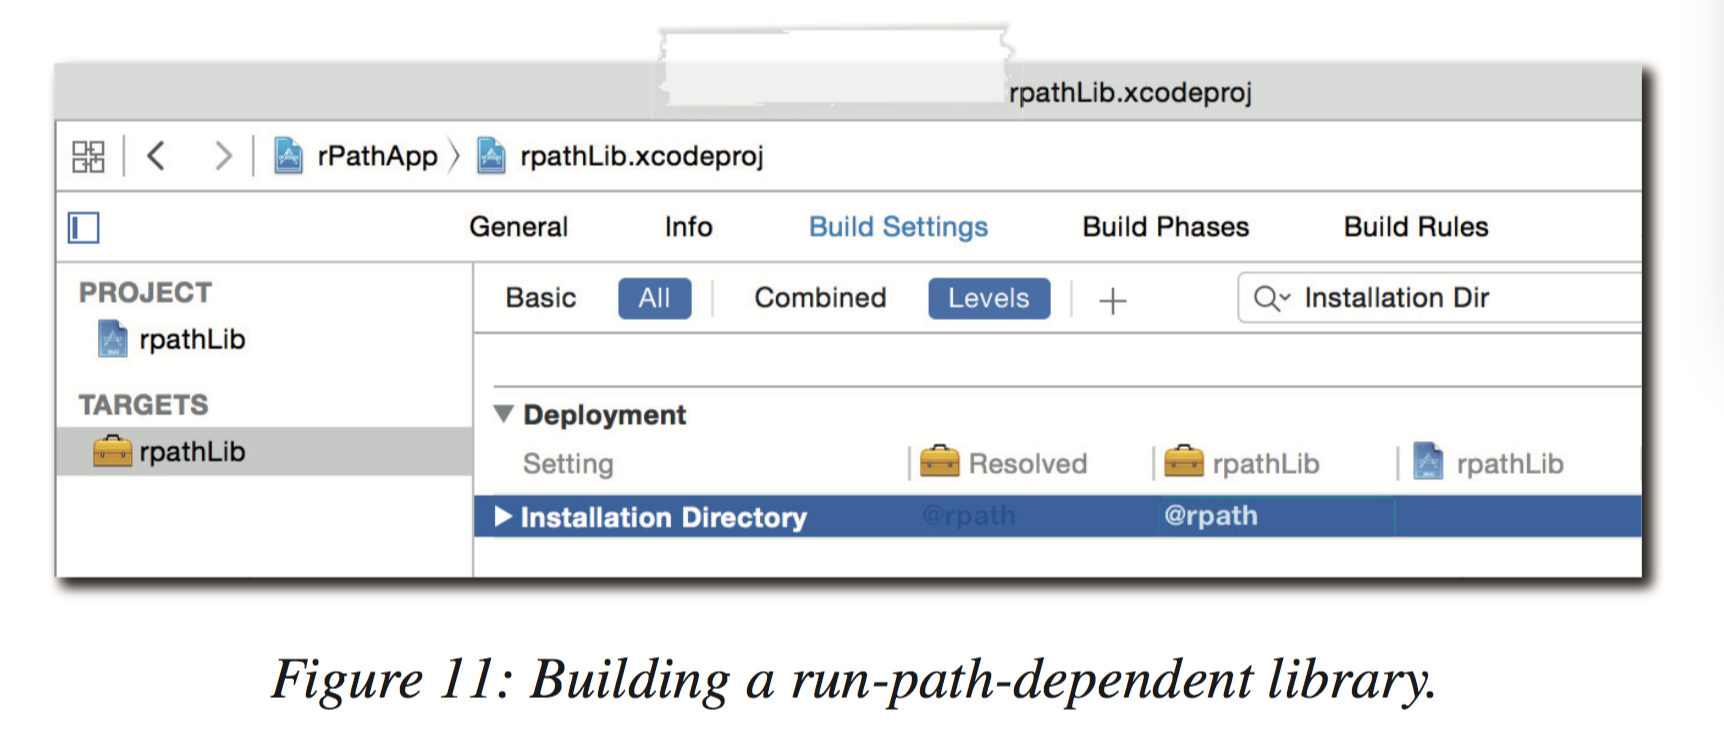 rpathLib.xcodeproj
rPathApp rpathLib.xcodeproj
General Info Build Settings Build Phases Build Rules
PROJECT
rpathLib
TARGETS
rpathLib
Basic All Combined Levels + Installation Dir
Deployment
Setting Resolved rpathLib rpathLib
Installation Directory @rpath @rpath
Figure 11: Building a run-path-dependent library.